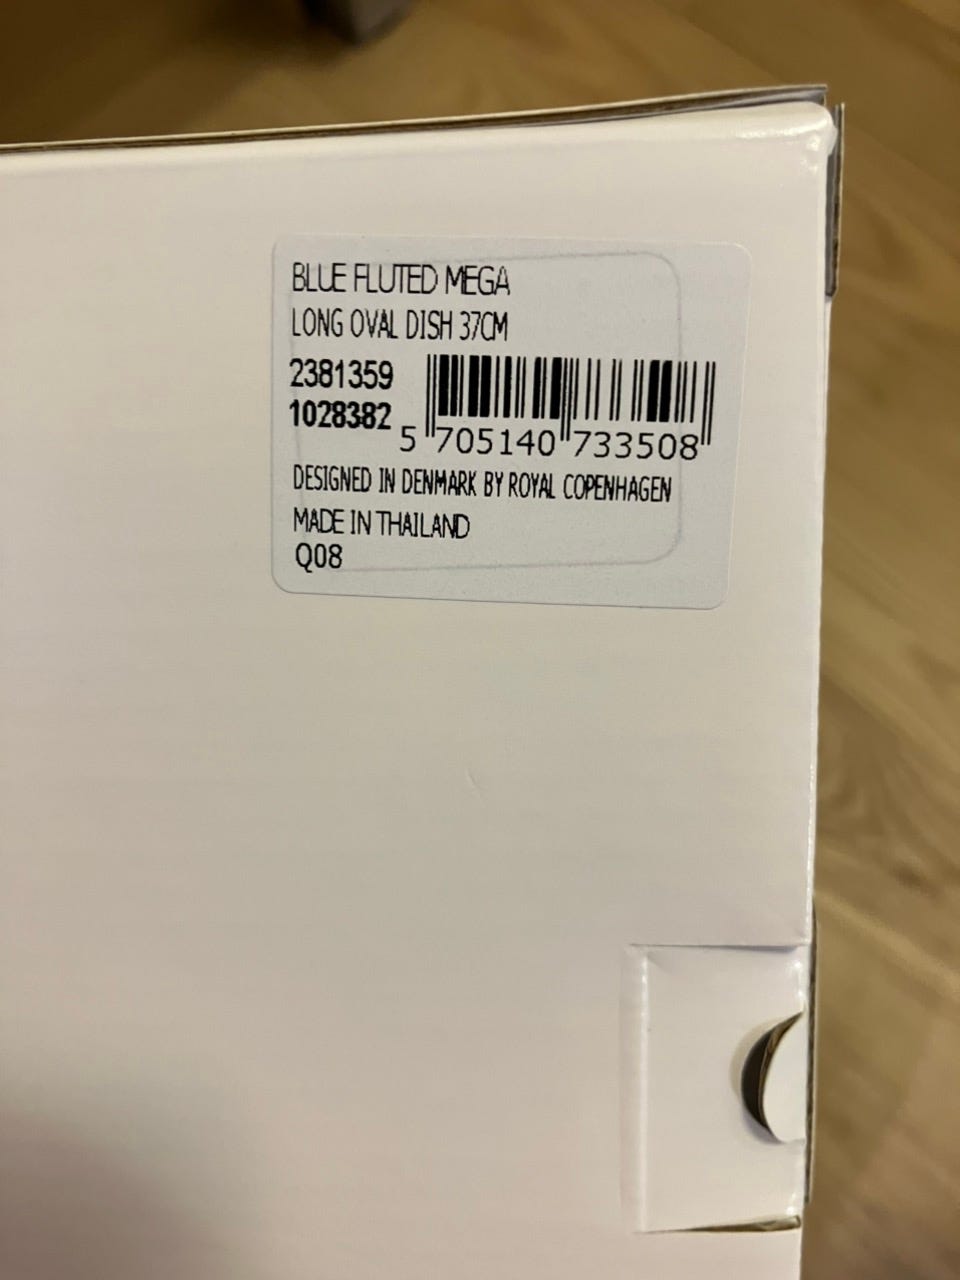 BLUE FLUTED MEGA
LONG OVAL DISH 37CM
2381359
1028382
5 705140 733508
DESIGNED IN DENMARK BY ROYAL COPENHAGEN
MADE IN THAILAND
Q08